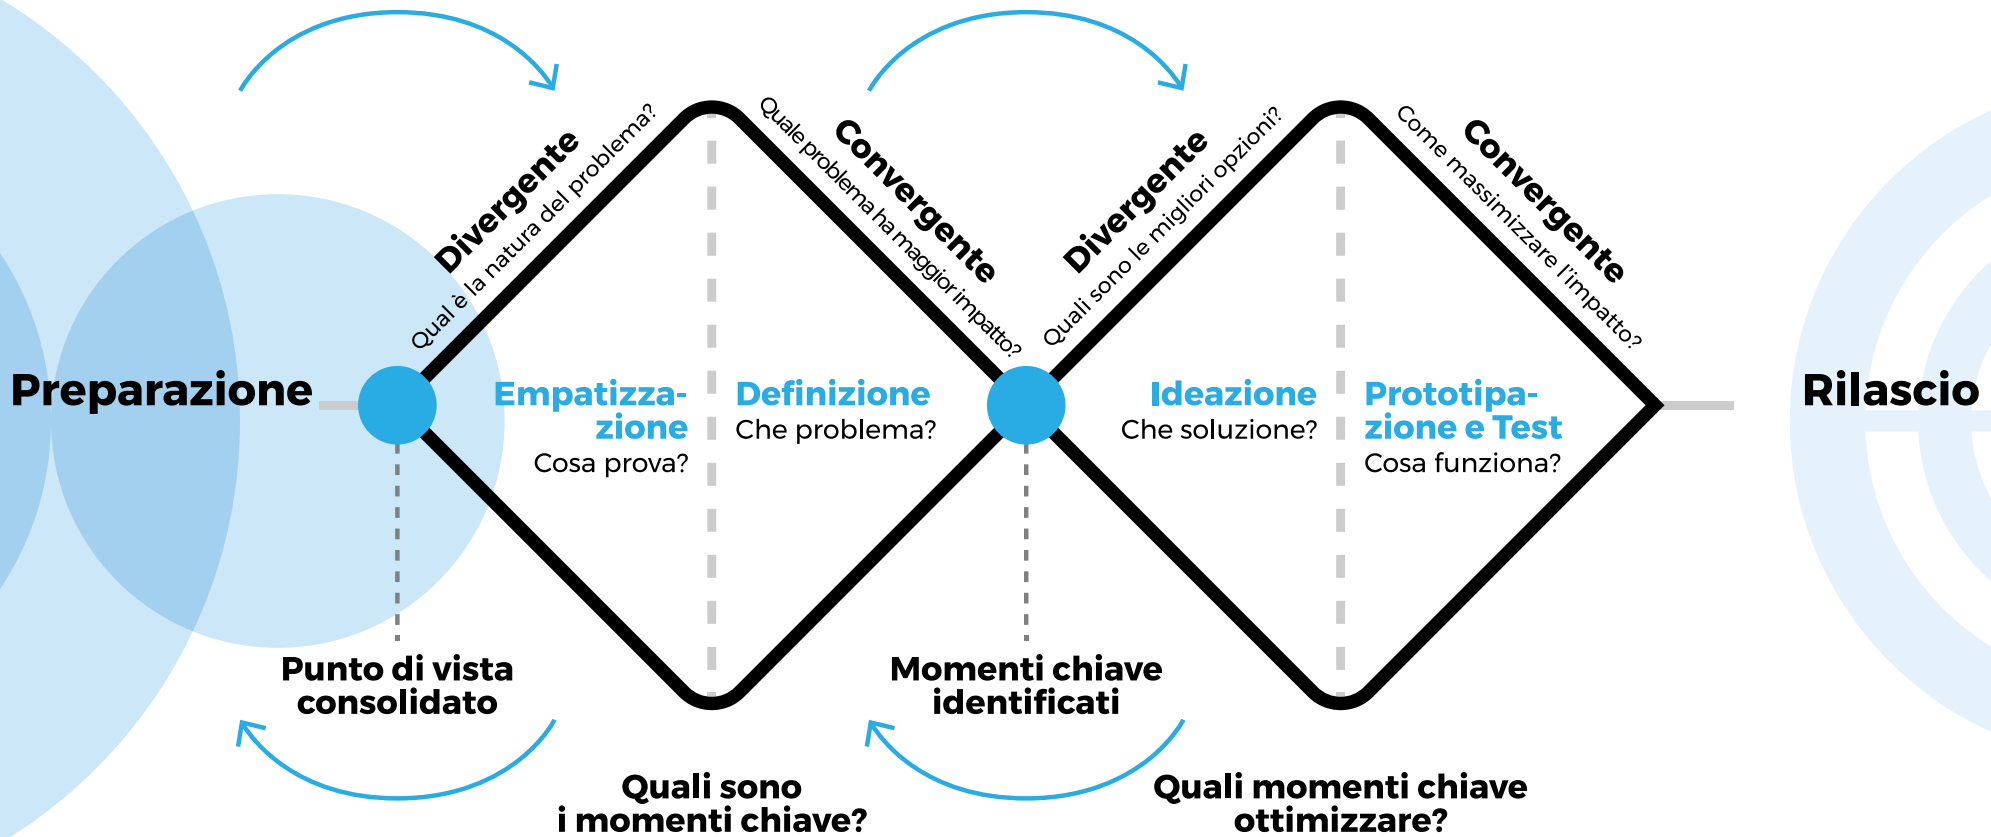 Preparazione
Divergente
Qual è la natura del problema?
Quale problema ha maggior impatto?
Convergente
Empatizza-
zione
Cosa prova?
Definizione
Che problema?
Punto di vista
consolidato
Quali sono
i momenti chiave?
Divergente
Quali sono le migliori opzioni?
Come massimizzare l'impatto?
Convergente
Ideazione
Che soluzione?
Prototipa-
zione e Test
Cosa funziona?
Momenti chiave
identificati
Quali momenti chiave
ottimizzare?
Rilascio